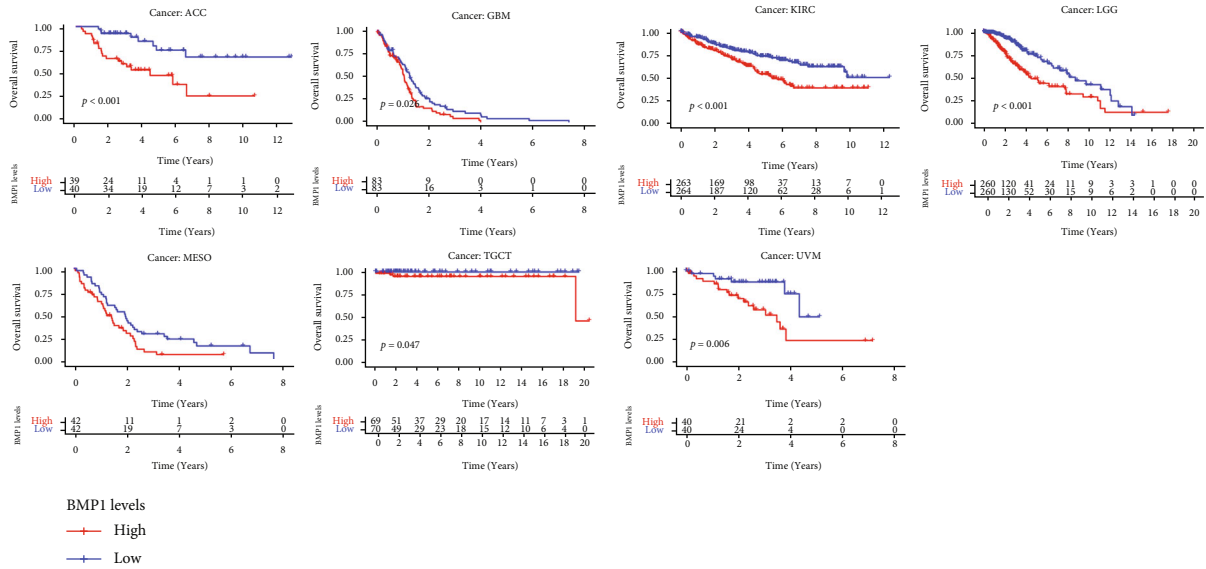 Cancer: ACC
Overall survival
1.00
0.75
0.50
0.25
0.00
p < 0.001
0 2 4 6 8 10 12
Time (Years)
BMP1 levels
High 39 24 11 4 1 1 0
Low 40 34 19 12 7 3 2
0 2 4 6 8 10 12
Time (Years)
Cancer: GBM
Overall survival
1.00
0.75
0.50
0.25
0.00
p = 0.026
0 2 4 6 8
Time (Years)
BMP1 levels
High 83 9 0 0 0
Low 83 16 3 1 0
0 2 4 6 8
Time (Years)
Cancer: KIRC
Overall survival
1.00
0.75
0.50
0.25
0.00
p < 0.001
0 2 4 6 8 10 12
Time (Years)
BMP1 levels
High 263 169 98 37 13 7 0
Low 264 187 120 62 28 6 1
0 2 4 6 8 10 12
Time (Years)
Cancer: LGG
Overall survival
1.00
0.75
0.50
0.25
0.00
p < 0.001
0 2 4 6 8 10 12 14 16 18 20
Time (Years)
BMP1 levels
High 260 120 41 24 11 9 3 3 1 0 0
Low 260 130 52 30 15 9 6 2 0 0 0
0 2 4 6 8 10 12 14 16 18 20
Time (Years)
Cancer: MESO
Overall survival
1.00
0.75
0.50
0.25
0.00
0 2 4 6 8
Time (Years)
BMP1 levels
High 42 11 1 2 0
Low 42 19 7 3 0
0 2 4 6 8
Time (Years)
Cancer: TGCT
Overall survival
1.00
0.75
0.50
0.25
0.00
p = 0.047
0 2 4 6 8 10 12 14 16 18 20
Time (Years)
BMP1 levels
High 69 51 37 29 20 17 14 11 7 3 1
Low 70 49 29 23 18 15 12 10 6 4 0
0 2 4 6 8 10 12 14 16 18 20
Time (Years)
Cancer: UVM
Overall survival
1.00
0.75
0.50
0.25
0.00
p = 0.006
0 2 4 6 8
Time (Years)
BMP1 levels
High 40 21 2 2 0
Low 40 24 4 0 0
0 2 4 6 8
Time (Years)
BMP1 levels
High
Low